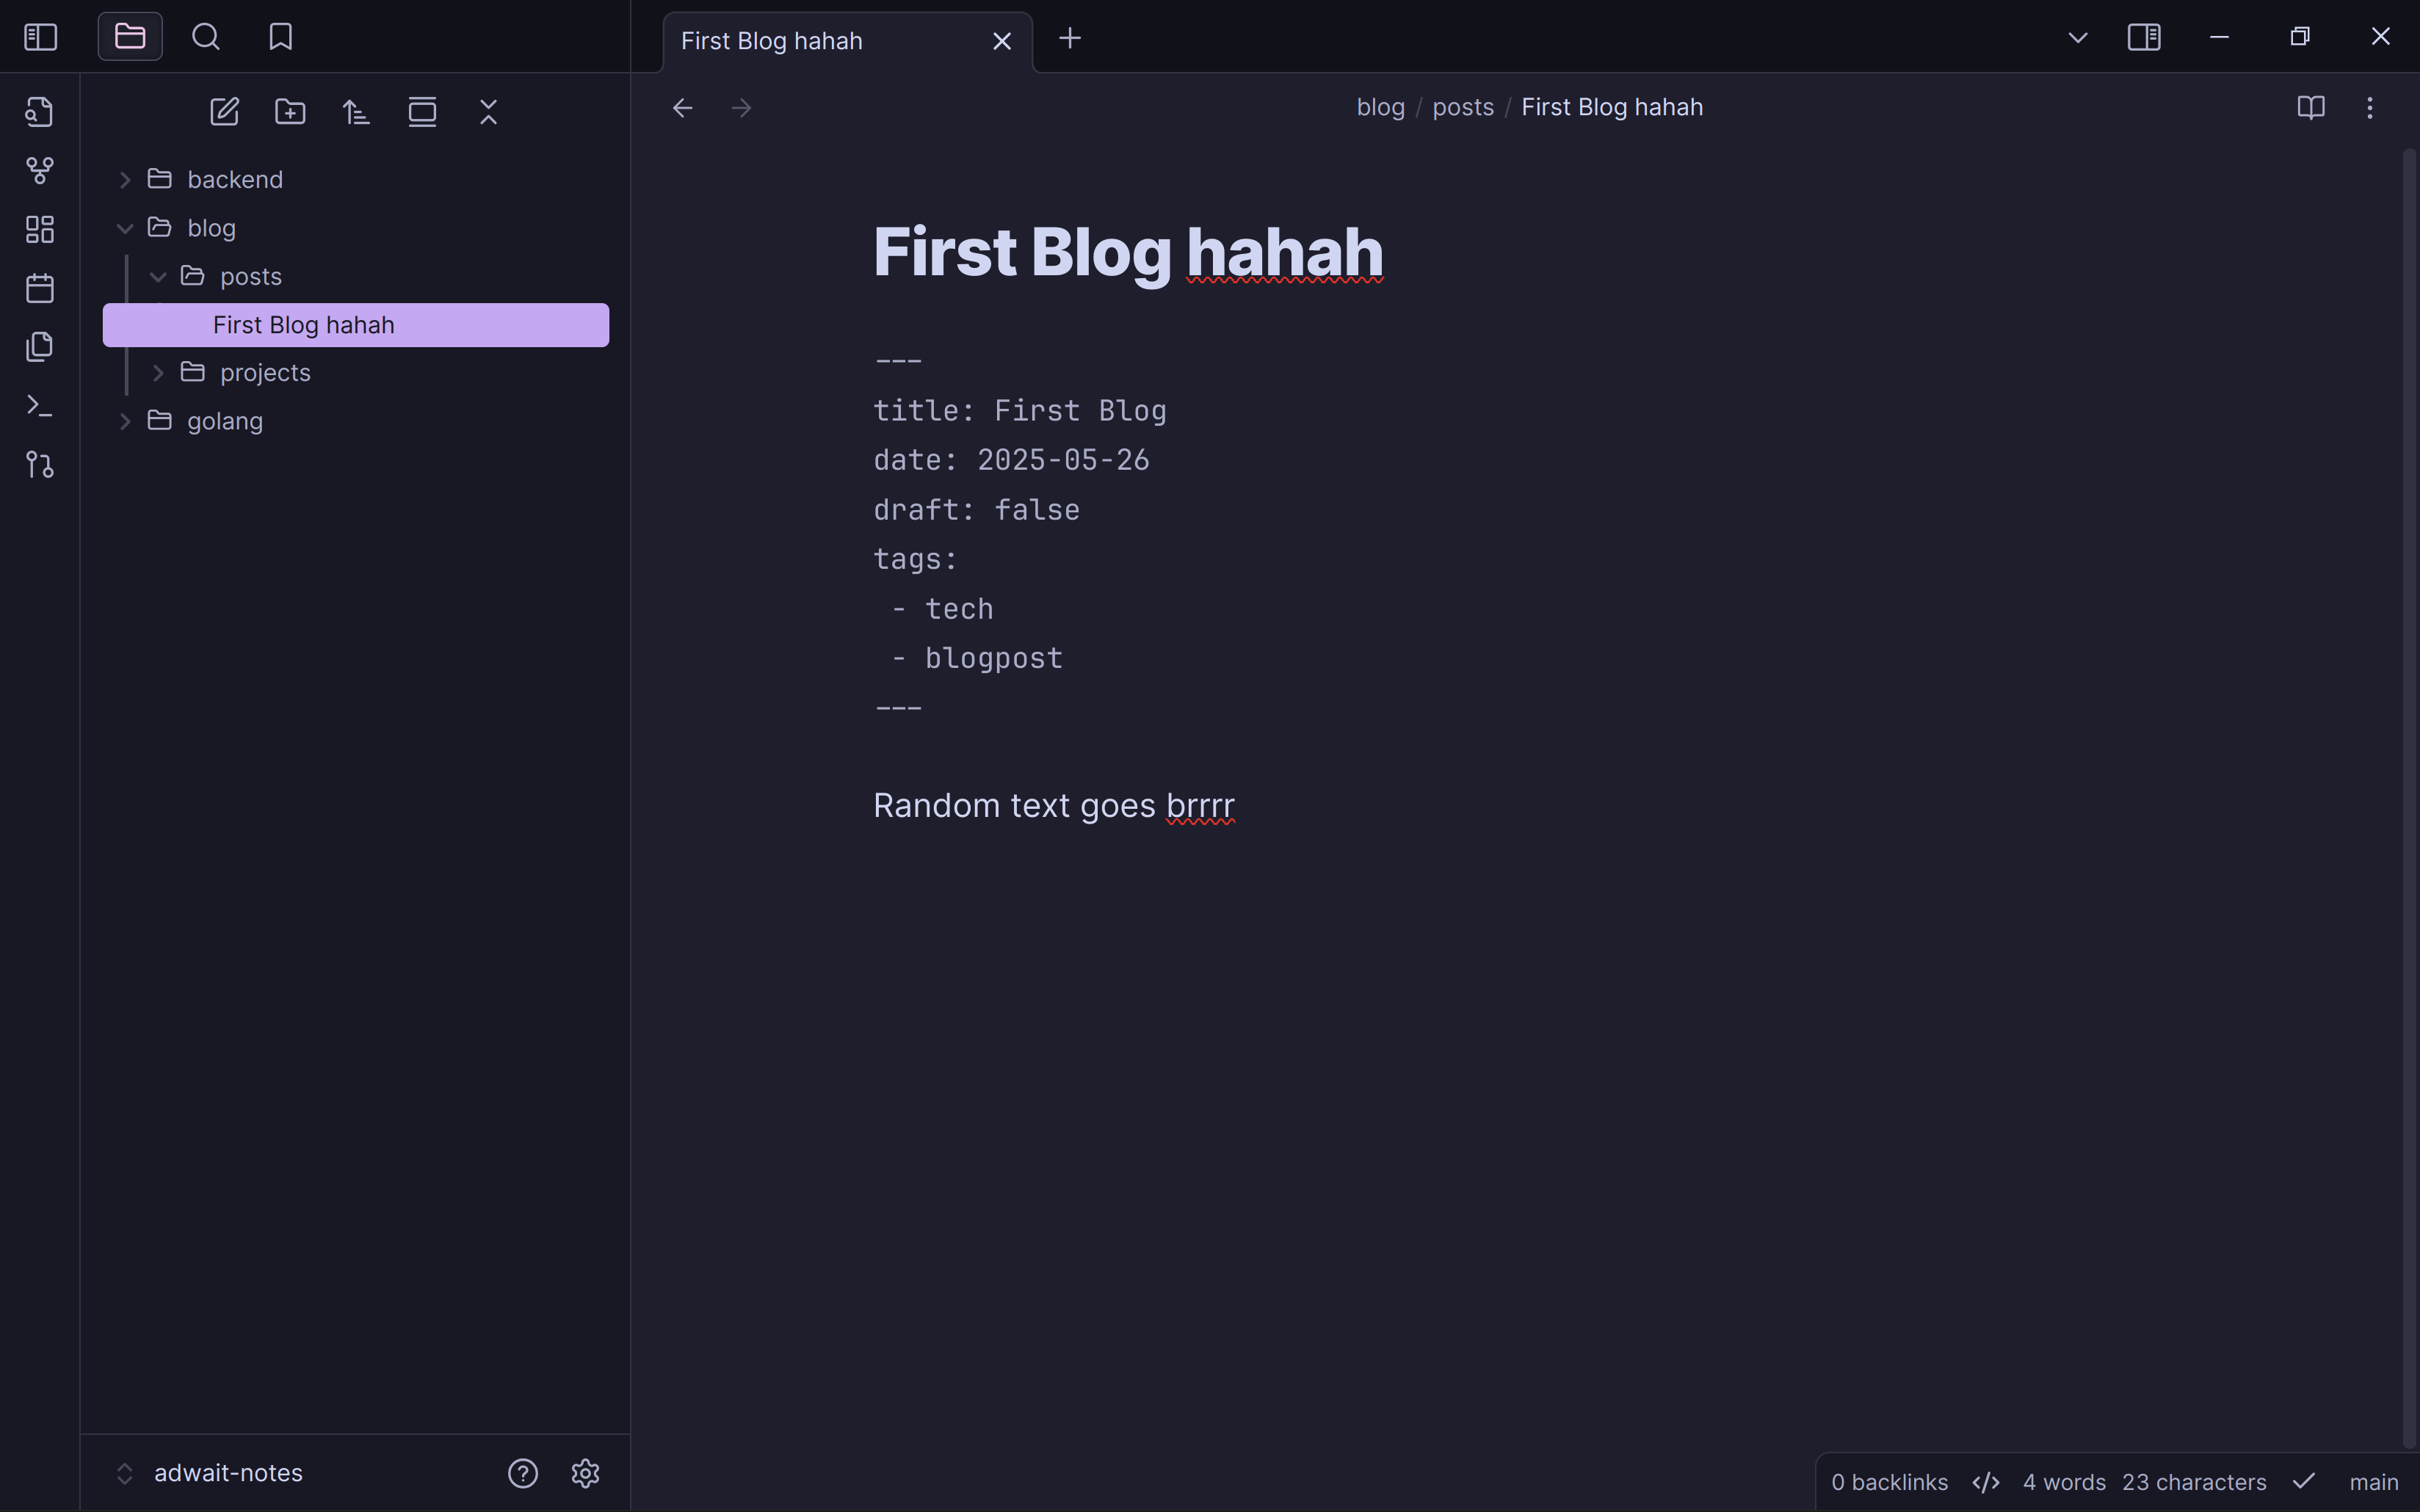 First Blog hahah
blog / posts / First Blog hahah
backend
blog
posts
First Blog hahah
projects
golang
First Blog hahah
---
title: First Blog
date: 2025-05-26
draft: false
tags:
- tech
- blogpost
---
Random text goes brrrr
adwait-notes
0 backlinks </> 4 words 23 characters main